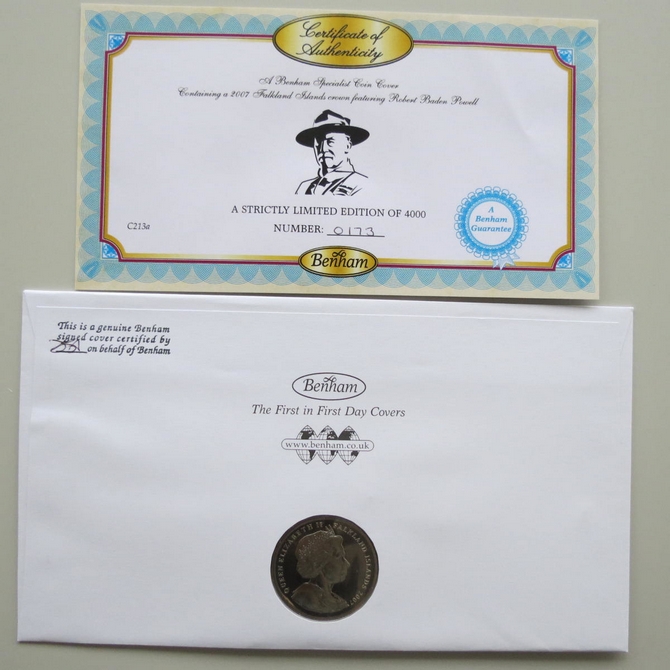 Certificate of
Authenticity
A Benham Specialist Coin Cover
Containing a 2007 Falkland Islands crown featuring Robert Baden Powell
A STRICTLY LIMITED EDITION OF 4000
NUMBER: 0173
C213a
A
Benham
Guarantee
Benham
This is a genuine Benham
signed cover certified by
on behalf of Benham
Benham
The First in First Day Covers
www.benham.co.uk
QUEEN ELIZABETH II FALKLAND ISLANDS 2007